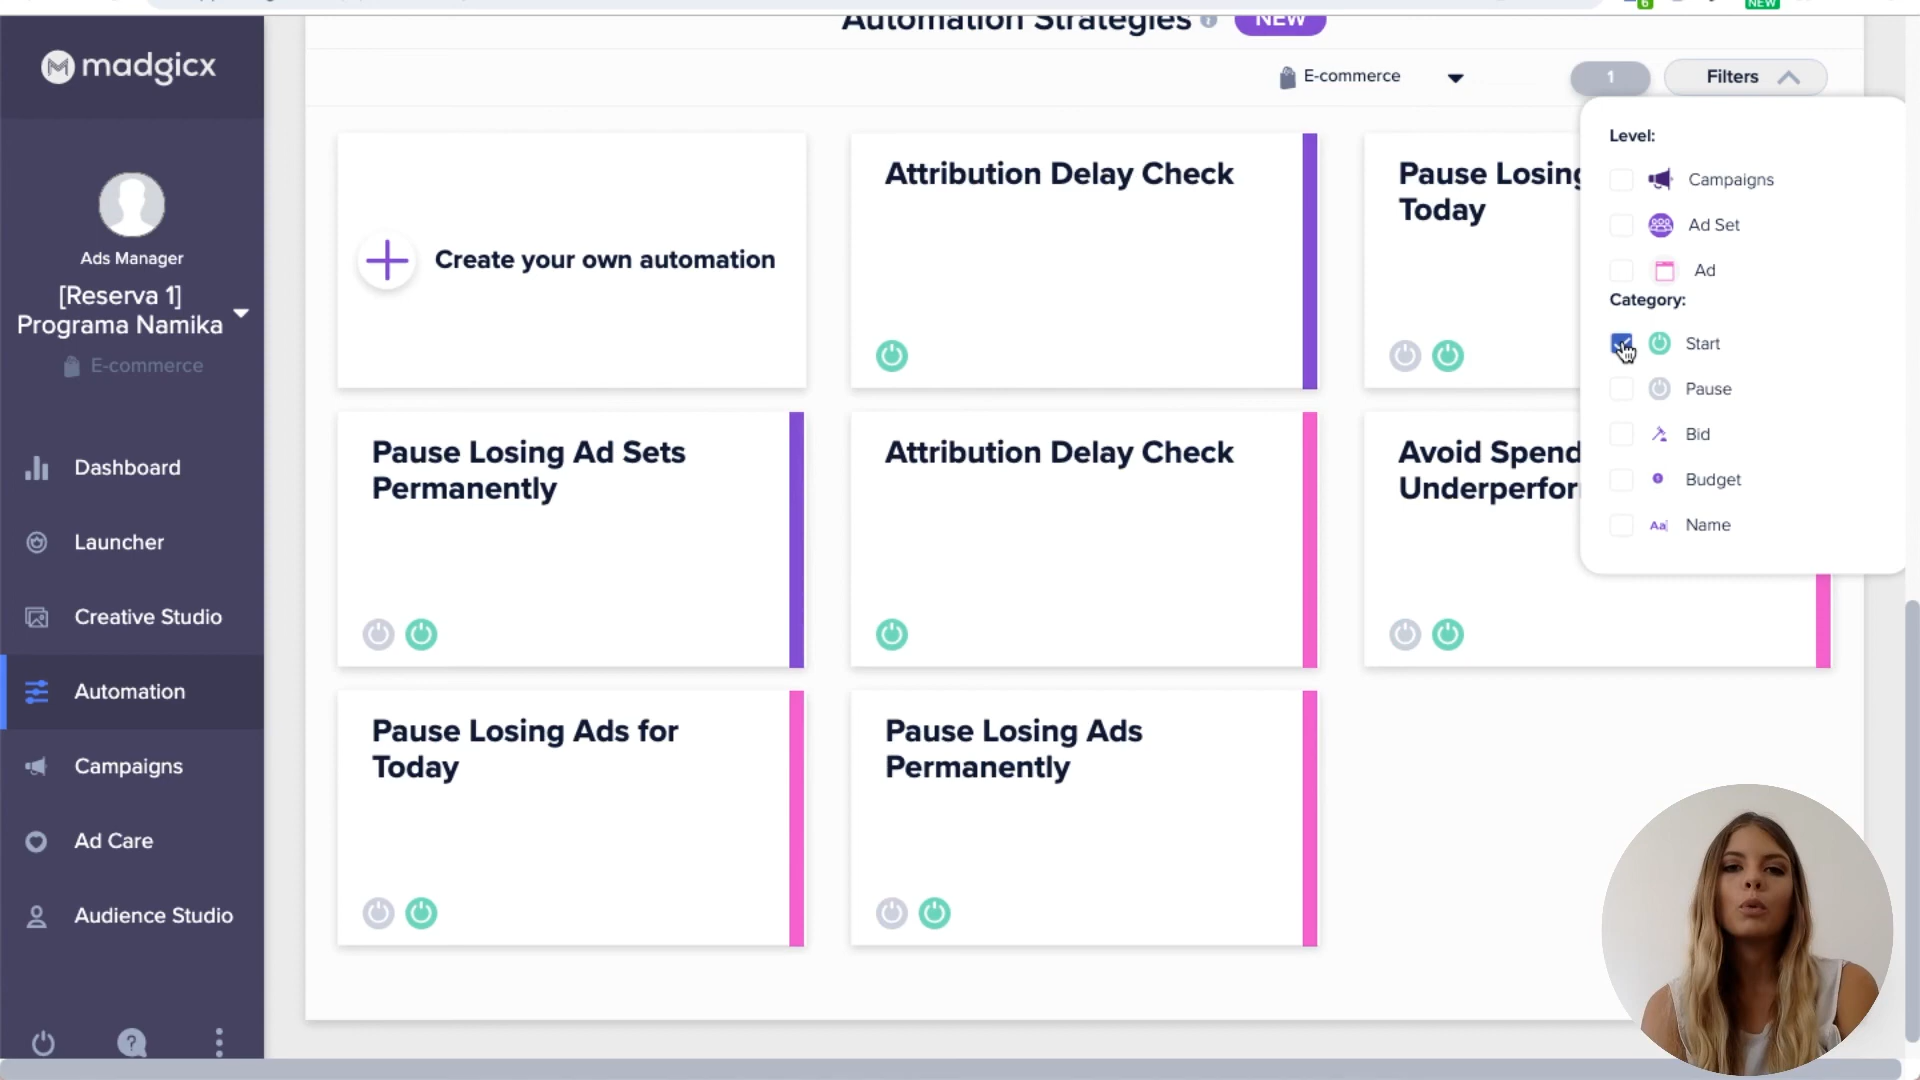 6
NEW
madgicx
Ads Manager
[Reserva 1]
Programa Namika
E-commerce
Dashboard
Launcher
Creative Studio
Automation
Campaigns
Ad Care
Audience Studio
Automation Strategies
NEW
E-commerce
1
Filters
Create your own automation
Attribution Delay Check
Pause Losing
Today
Pause Losing Ad Sets
Permanently
Attribution Delay Check
Avoid Spend
Underperfor
Pause Losing Ads for
Today
Pause Losing Ads
Permanently
Level:
Campaigns
Ad Set
Ad
Category:
Start
Pause
Bid
Budget
Aa Name